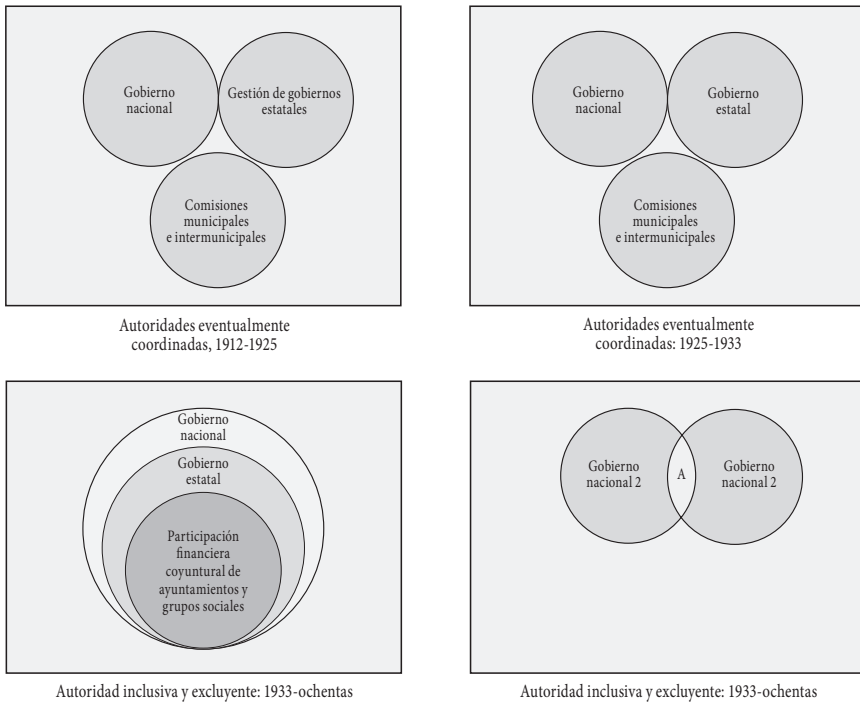 Gobierno
nacional
Gestión de gobiernos
estatales
Comisiones
municipales
e intermunicipales
Autoridades eventualmente
coordinadas, 1912-1925
Gobierno
nacional
Gobierno
estatal
Comisiones
municipales
e intermunicipales
Autoridades eventualmente
coordinadas: 1925-1933
Gobierno
nacional
Gobierno
estatal
Participación
financiera
coyuntural de
ayuntamientos y
grupos sociales
Autoridad inclusiva y excluyente: 1933-ochentas
Gobierno
nacional 2
A
Gobierno
nacional 2
Autoridad inclusiva y excluyente: 1933-ochentas